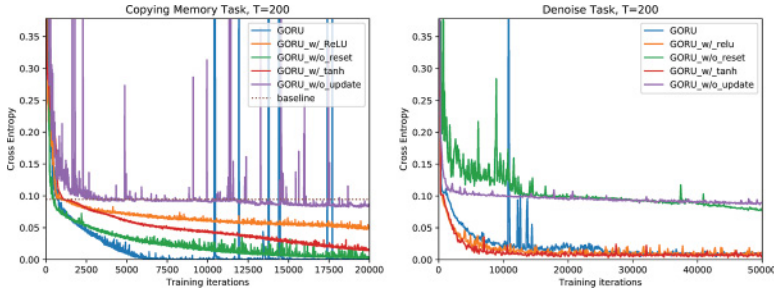 Copying Memory Task, T=200
Cross Entropy
0.35
0.30
0.25
0.20
0.15
0.10
0.05
0.00
GORU
GORU_w/_ReLU
GORU_w/o_reset
GORU_w/_tanh
GORU_w/o_update
baseline
0 2500 5000 7500 10000 12500 15000 17500 20000
Training iterations
Denoise Task, T=200
Cross Entropy
0.35
0.30
0.25
0.20
0.15
0.10
0.05
0.00
GORU
GORU_w/_relu
GORU_w/o_reset
GORU_w/_tanh
GORU_w/o_update
0 10000 20000 30000 40000 50000
Training iterations